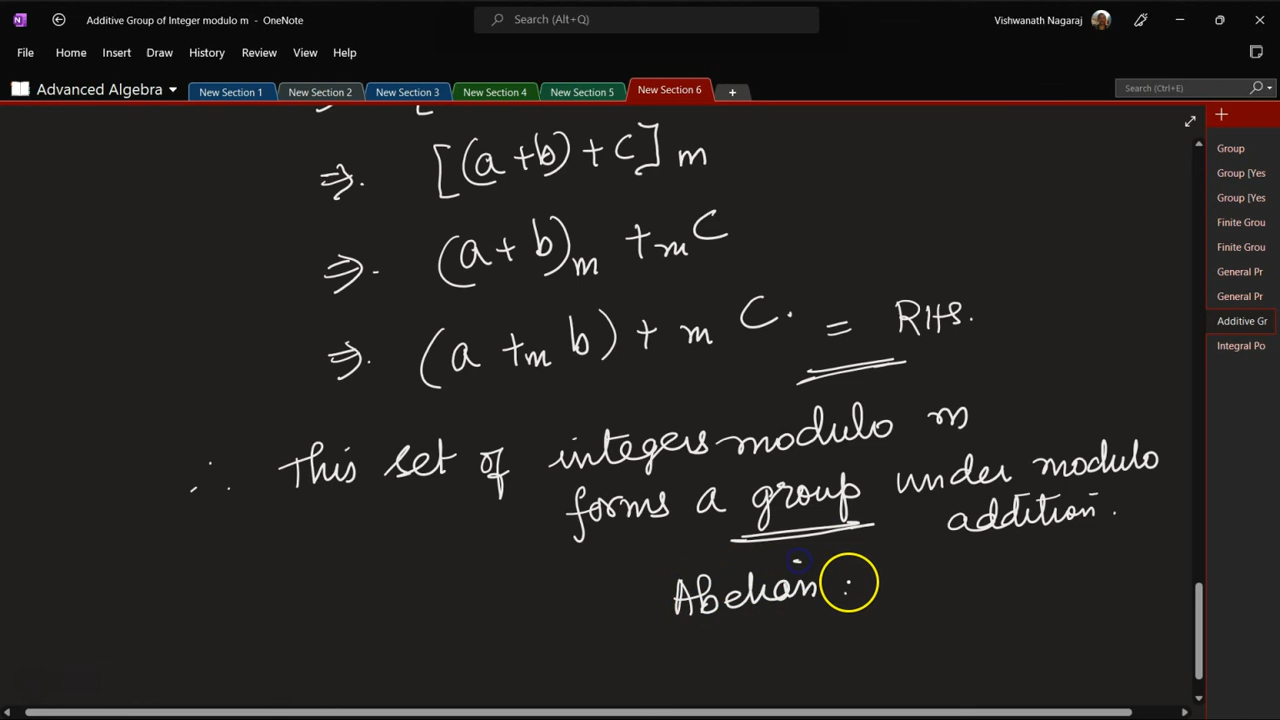 Additive Group of Integer modulo m - OneNote
Search (Alt+Q)
Vishwanath Nagaraj
File Home Insert Draw History Review View Help
Advanced Algebra
New Section 1 New Section 2 New Section 3 New Section 4 New Section 5 New Section 6 +
Search (Ctrl+E)
⇒. [(a+b)+c] m
⇒. (a+b)m +m c
⇒. (a +m b) + m c. = RHS.
∴ This set of integers modulo m
forms a group under modulo
addition.
Abelian :
+
Group
Group [Yes
Group [Yes
Finite Grou
Finite Grou
General Pr
General Pr
Additive Gr
Integral Po